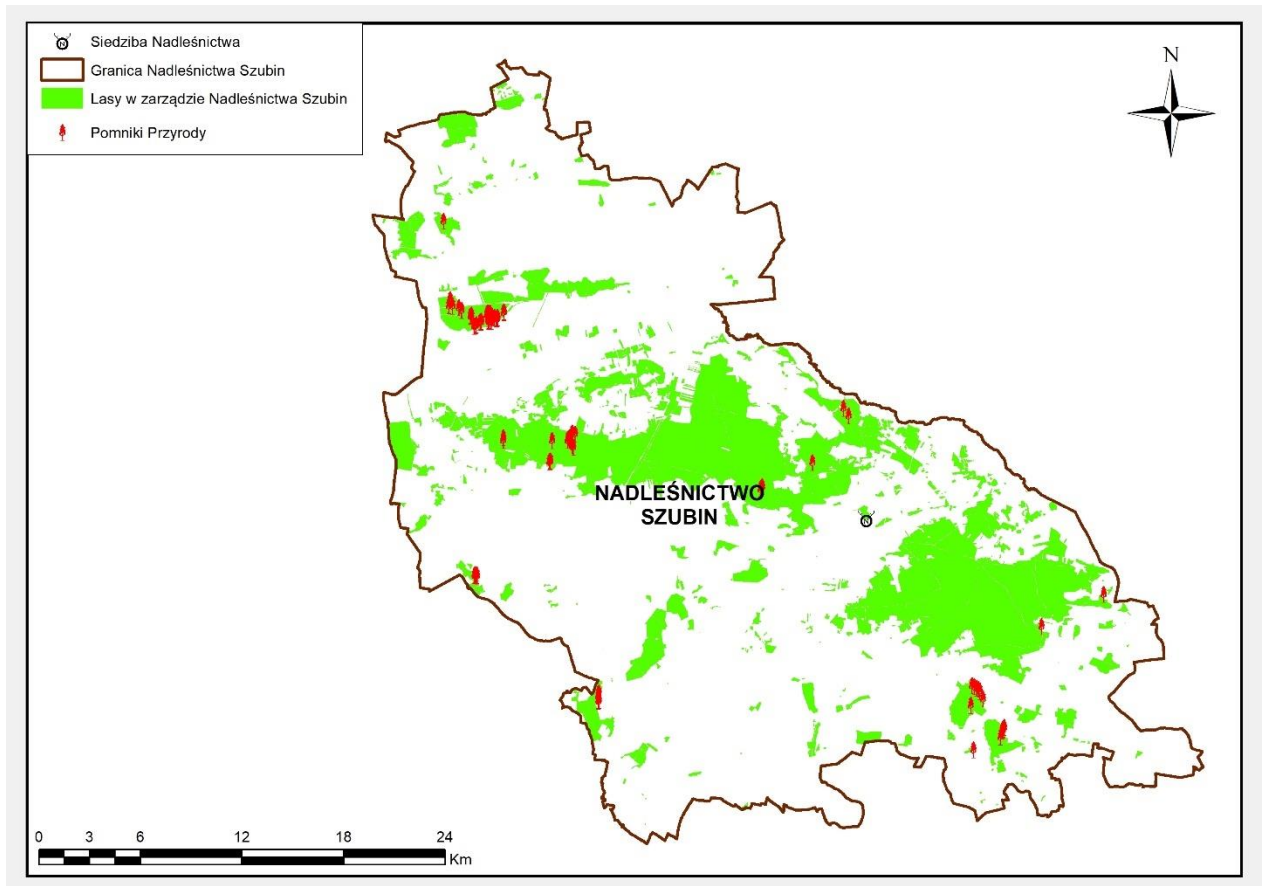 Siedziba Nadleśnictwa
Granica Nadleśnictwa Szubin
Lasy w zarządzie Nadleśnictwa Szubin
Pomniki Przyrody
N
NADLEŚNICTWO
SZUBIN
N
0 3 6 12 18 24
Km